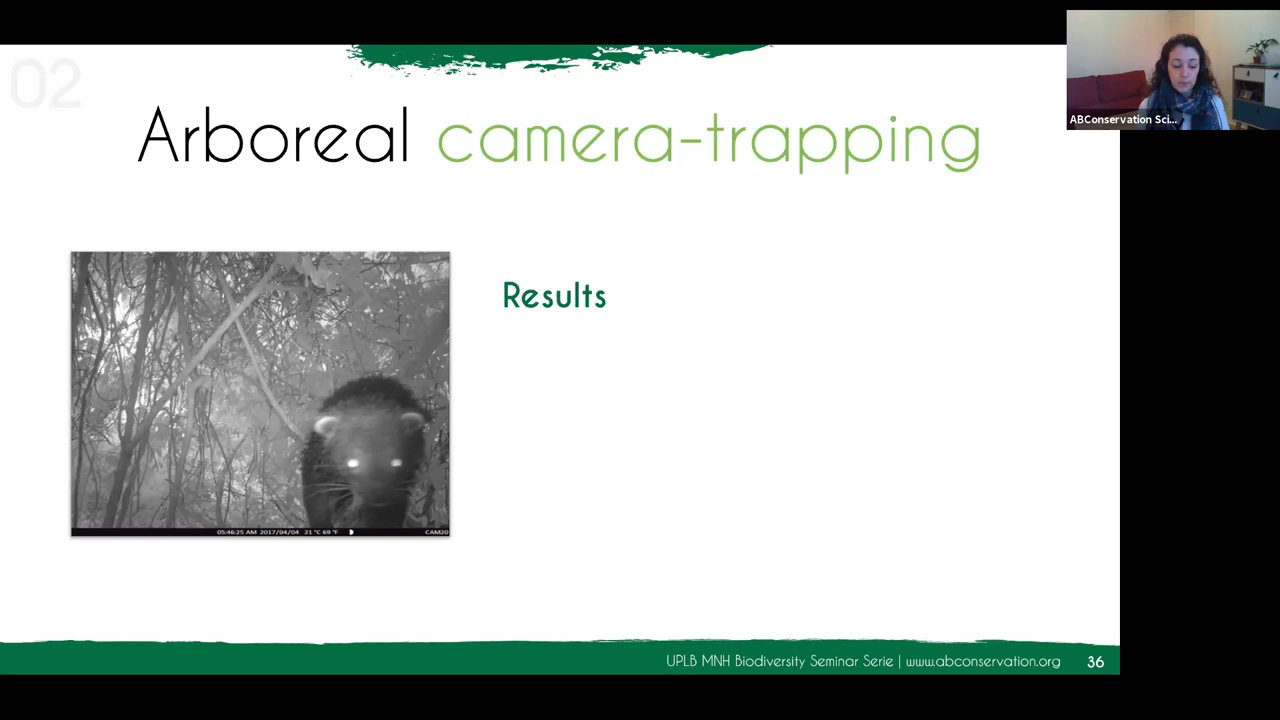 02
Arboreal camera-trapping
ABConservation Sci...
Results
05:46:25 AM 2017/04/04 21 °C 69 °F CAM20
UPLB MNH Biodiversity Seminar Serie | www.abconservation.org 36